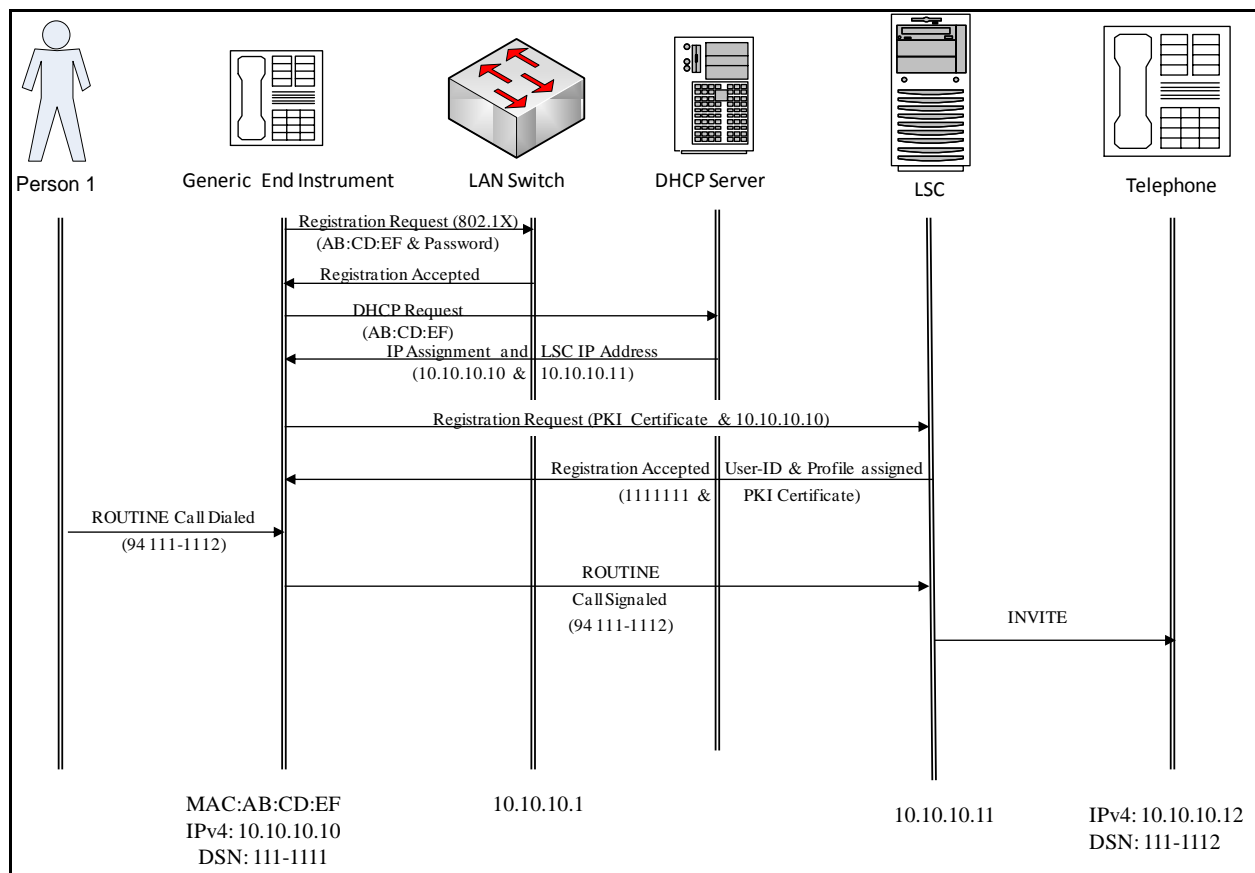 Person 1
Generic End Instrument
LAN Switch
DHCP Server
LSC
Telephone
Registration Request (802.1X)
(AB:CD:EF & Password)
Registration Accepted
DHCP Request
(AB:CD:EF)
IP Assignment and LSC IP Address
(10.10.10.10 & 10.10.10.11)
Registration Request (PKI Certificate & 10.10.10.10)
Registration Accepted User-ID & Profile assigned
(1111111 & PKI Certificate)
ROUTINE Call Dialed
(94 111-1112)
ROUTINE
Call Signaled
(94 111-1112)
INVITE
MAC:AB:CD:EF
IPv4: 10.10.10.10
DSN: 111-1111
10.10.10.1
10.10.10.11
IPv4: 10.10.10.12
DSN: 111-1112